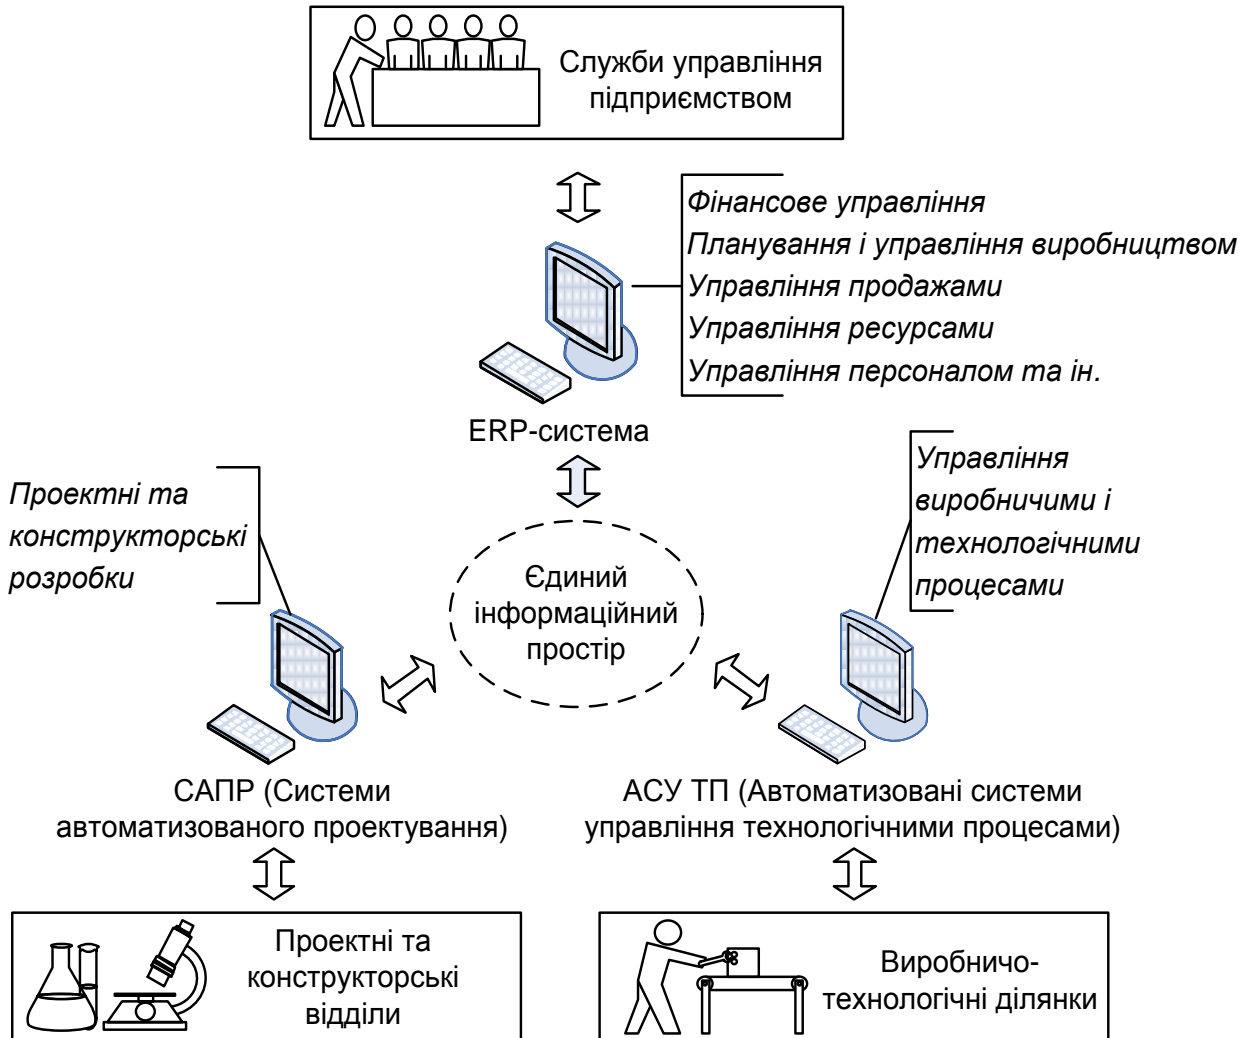 Служби управління
підприємством
Фінансове управління
Планування і управління виробництвом
Управління продажами
Управління ресурсами
Управління персоналом та ін.
ERP-система
Проектні та
конструкторські
розробки
Управління
виробничими і
технологічними
процесами
Єдиний
інформаційний
простір
САПР (Системи
автоматизованого проектування)
АСУ ТП (Автоматизовані системи
управління технологічними процесами)
Проектні та
конструкторські
відділи
Виробничо-
технологічні ділянки